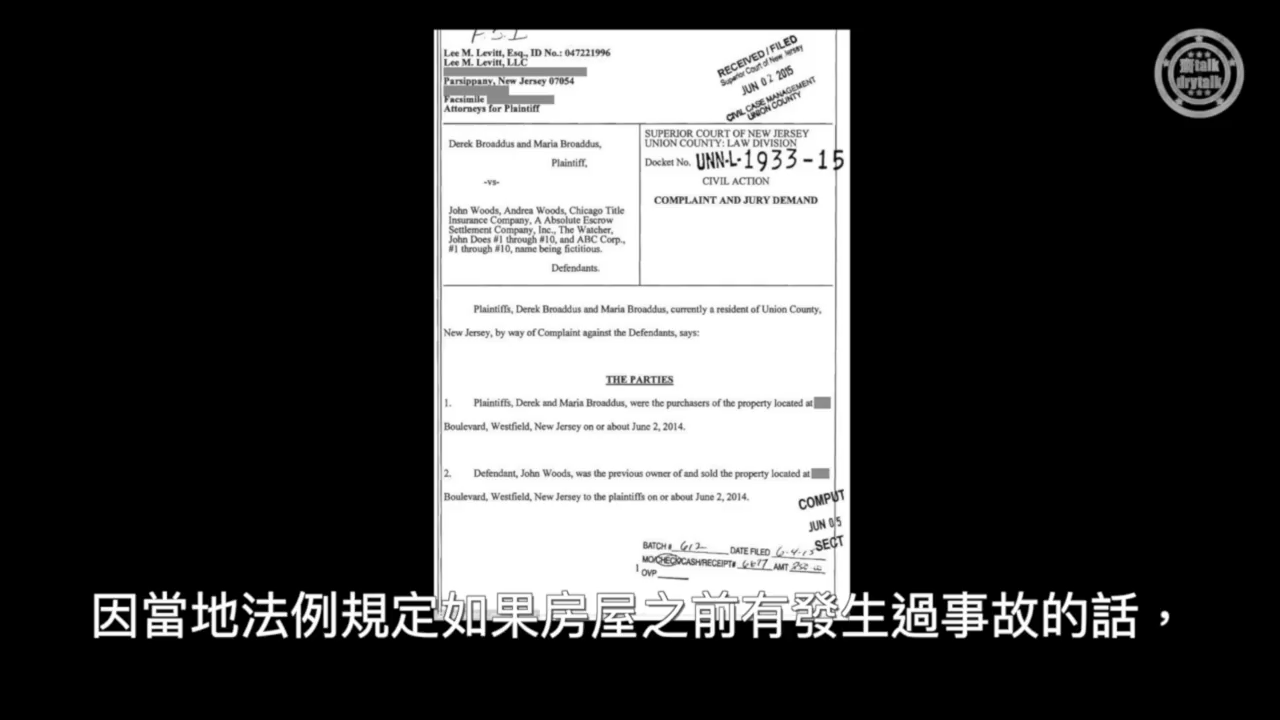 F.S.I
Lee M. Levitt, Esq., ID No.: 047221996
Lee M. Levitt, LLC
Parsippany, New Jersey 07054
Facsimile
Attorneys for Plaintiff
RECEIVED / FILED
Superior Court of New Jersey
JUN 02 2015
CIVIL CASE MANAGEMENT
UNION COUNTY
talk
drytalk
Derek Broaddus and Maria Broaddus,
Plaintiff,
-vs-
John Woods, Andrea Woods, Chicago Title
Insurance Company, A Absolute Escrow
Settlement Company, Inc., The Watcher,
John Does #1 through #10, and ABC Corp.,
#1 through #10, name being fictitious.
Defendants.
SUPERIOR COURT OF NEW JERSEY
UNION COUNTY: LAW DIVISION
Docket No. UNN-L-1933-15
CIVIL ACTION
COMPLAINT AND JURY DEMAND
Plaintiffs, Derek Broaddus and Maria Broaddus, currently a resident of Union County,
New Jersey, by way of Complaint against the Defendants, says:
THE PARTIES
1. Plaintiffs, Derek and Maria Broaddus, were the purchasers of the property located at
Boulevard, Westfield, New Jersey on or about June 2, 2014.
2. Defendant, John Woods, was the previous owner of and sold the property located at
Boulevard, Westfield, New Jersey to the plaintiffs on or about June 2, 2014.
COMPUT
JUN 05
SECT
BATCH # 612 DATE FILED 6-4-15
MO/CHECK/CASH/RECEIPT# AMT 250
OVP
1
因當地法例規定如果房屋之前有發生過事故的話，